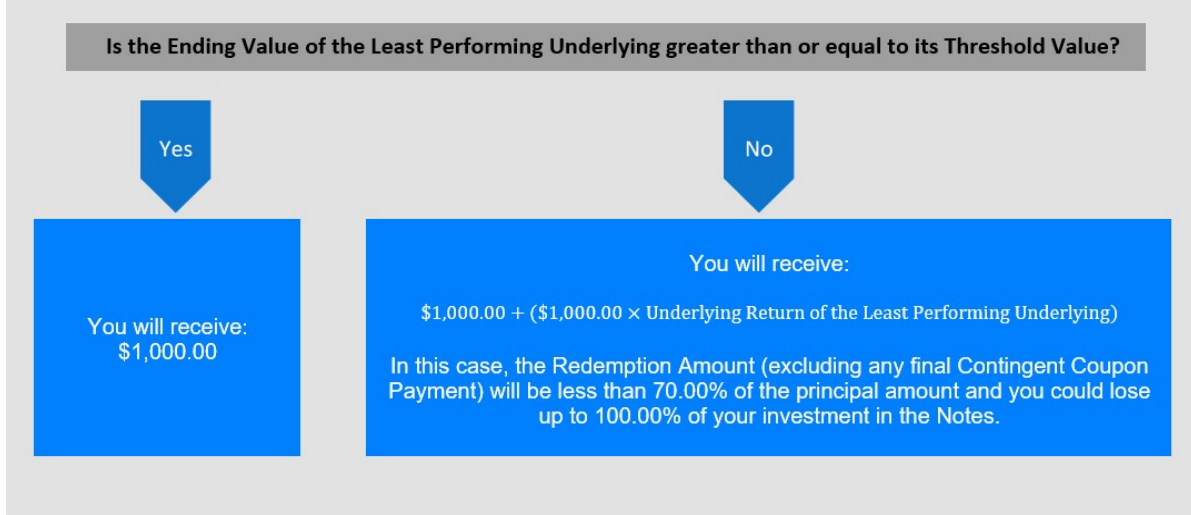 Is the Ending Value of the Least Performing Underlying greater than or equal to its Threshold Value?
Yes
No
You will receive:
$1,000.00
You will receive:
$1,000.00 + ($1,000.00 × Underlying Return of the Least Performing Underlying)
In this case, the Redemption Amount (excluding any final Contingent Coupon
Payment) will be less than 70.00% of the principal amount and you could lose
up to 100.00% of your investment in the Notes.